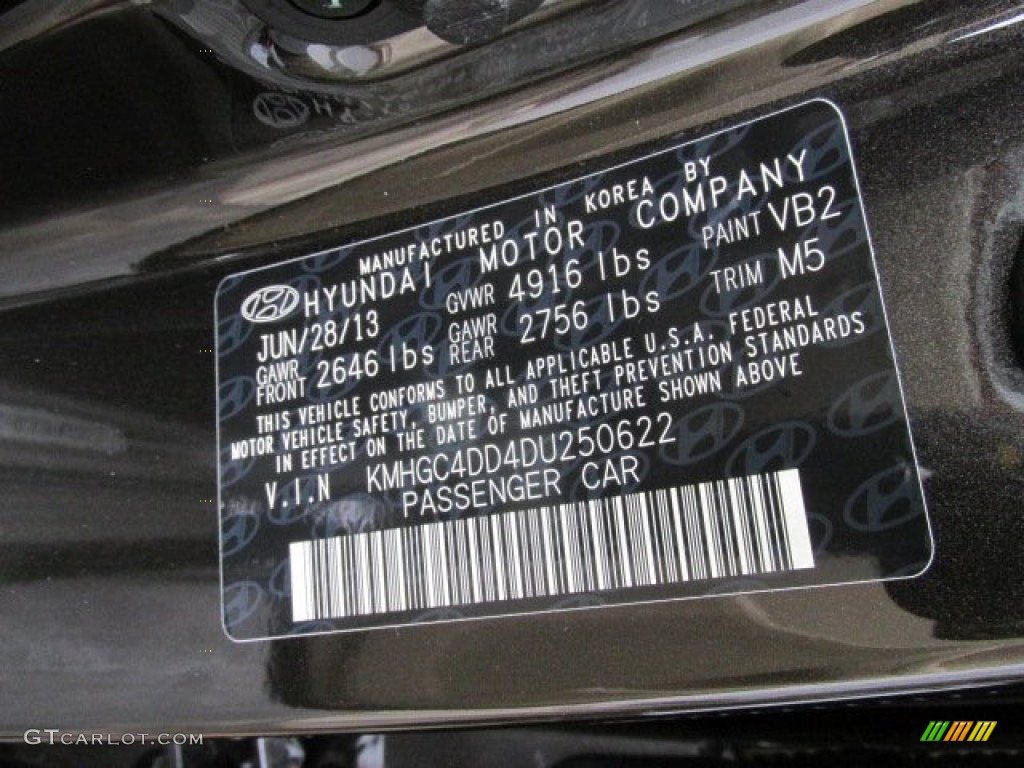 MANUFACTURED IN KOREA BY
HYUNDAI MOTOR COMPANY
JUN/28/13 GVWR 4916 lbs PAINT VB2
GAWR FRONT 2646 lbs GAWR REAR 2756 lbs TRIM M5
THIS VEHICLE CONFORMS TO ALL APPLICABLE U.S.A. FEDERAL
MOTOR VEHICLE SAFETY, BUMPER, AND THEFT PREVENTION STANDARDS
IN EFFECT ON THE DATE OF MANUFACTURE SHOWN ABOVE
V.I.N KMHGC4DD4DU250622
PASSENGER CAR
GTCARLOT.COM